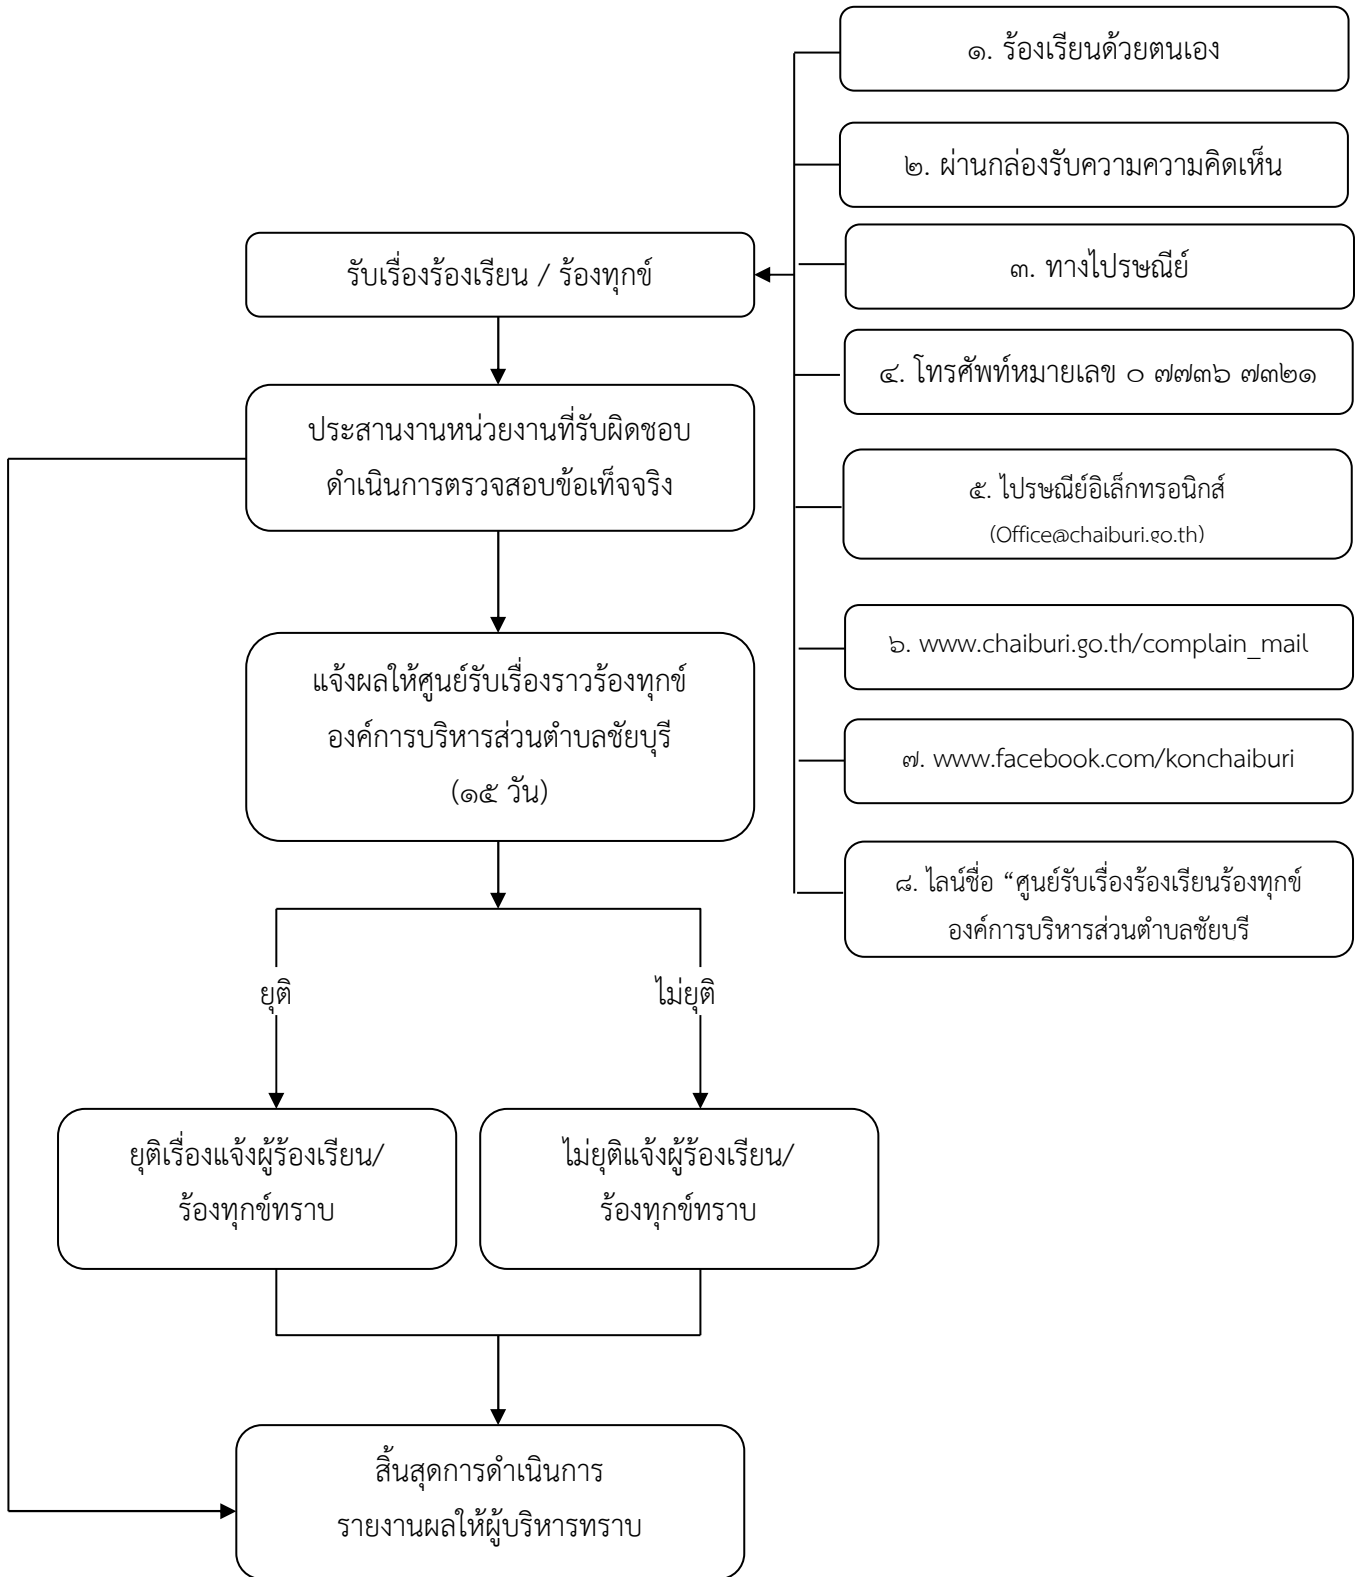 ๑. ร้องเรียนด้วยตนเอง
๒. ผ่านกล่องรับความความคิดเห็น
๓. ทางไปรษณีย์
๔. โทรศัพท์หมายเลข ๐ ๗๗๓๖ ๗๓๒๑
๕. ไปรษณีย์อิเล็กทรอนิกส์
(Office@chaiburi.go.th)
๖. www.chaiburi.go.th/complain_mail
๗. www.facebook.com/konchaiburi
๘. ไลน์ชื่อ “ศูนย์รับเรื่องร้องเรียนร้องทุกข์
องค์การบริหารส่วนตำบลชัยบรี
รับเรื่องร้องเรียน / ร้องทุกข์
ประสานงานหน่วยงานที่รับผิดชอบ
ดำเนินการตรวจสอบข้อเท็จจริง
แจ้งผลให้ศูนย์รับเรื่องราวร้องทุกข์
องค์การบริหารส่วนตำบลชัยบุรี
(๑๕ วัน)
ยุติ
ไม่ยุติ
ยุติเรื่องแจ้งผู้ร้องเรียน/
ร้องทุกข์ทราบ
ไม่ยุติแจ้งผู้ร้องเรียน/
ร้องทุกข์ทราบ
สิ้นสุดการดำเนินการ
รายงานผลให้ผู้บริหารทราบ